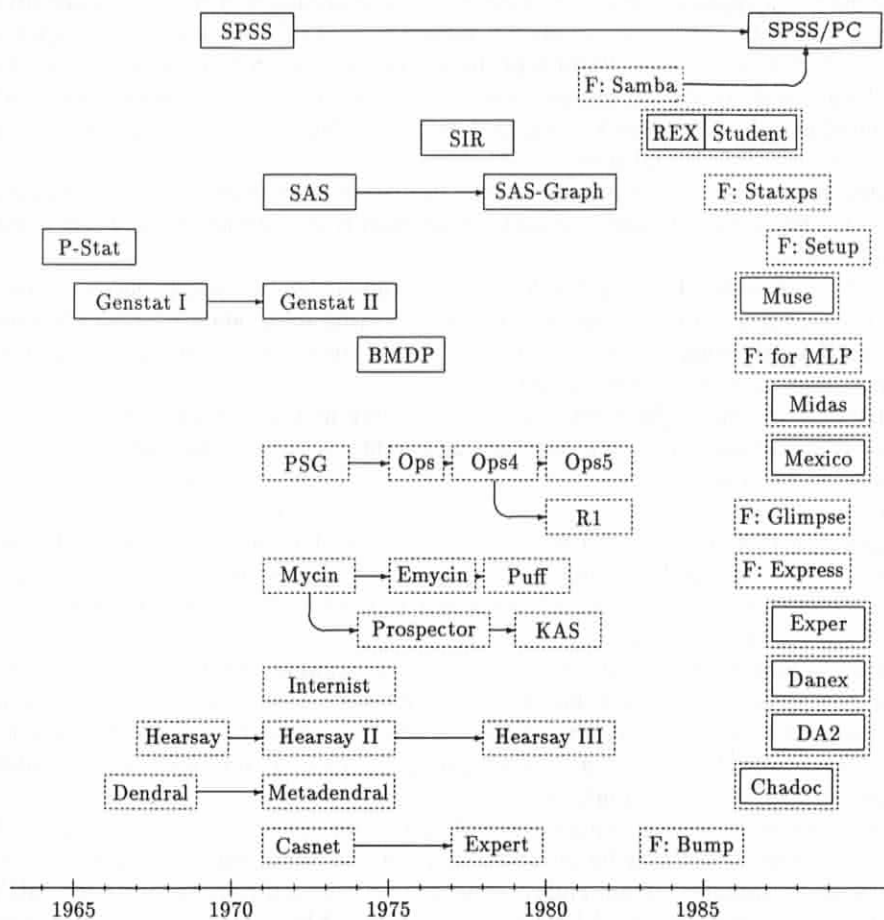 SPSS SPSS/PC
F: Samba
SIR REX Student
SAS SAS-Graph F: Statxps
P-Stat F: Setup
Genstat I Genstat II Muse
BMDP F: for MLP
Midas
PSG Ops Ops4 Ops5 Mexico
R1 F: Glimpse
Mycin Emycin Puff F: Express
Prospector KAS Exper
Internist Danex
Hearsay Hearsay II Hearsay III DA2
Dendral Metadendral Chadoc
Casnet Expert F: Bump
1965 1970 1975 1980 1985